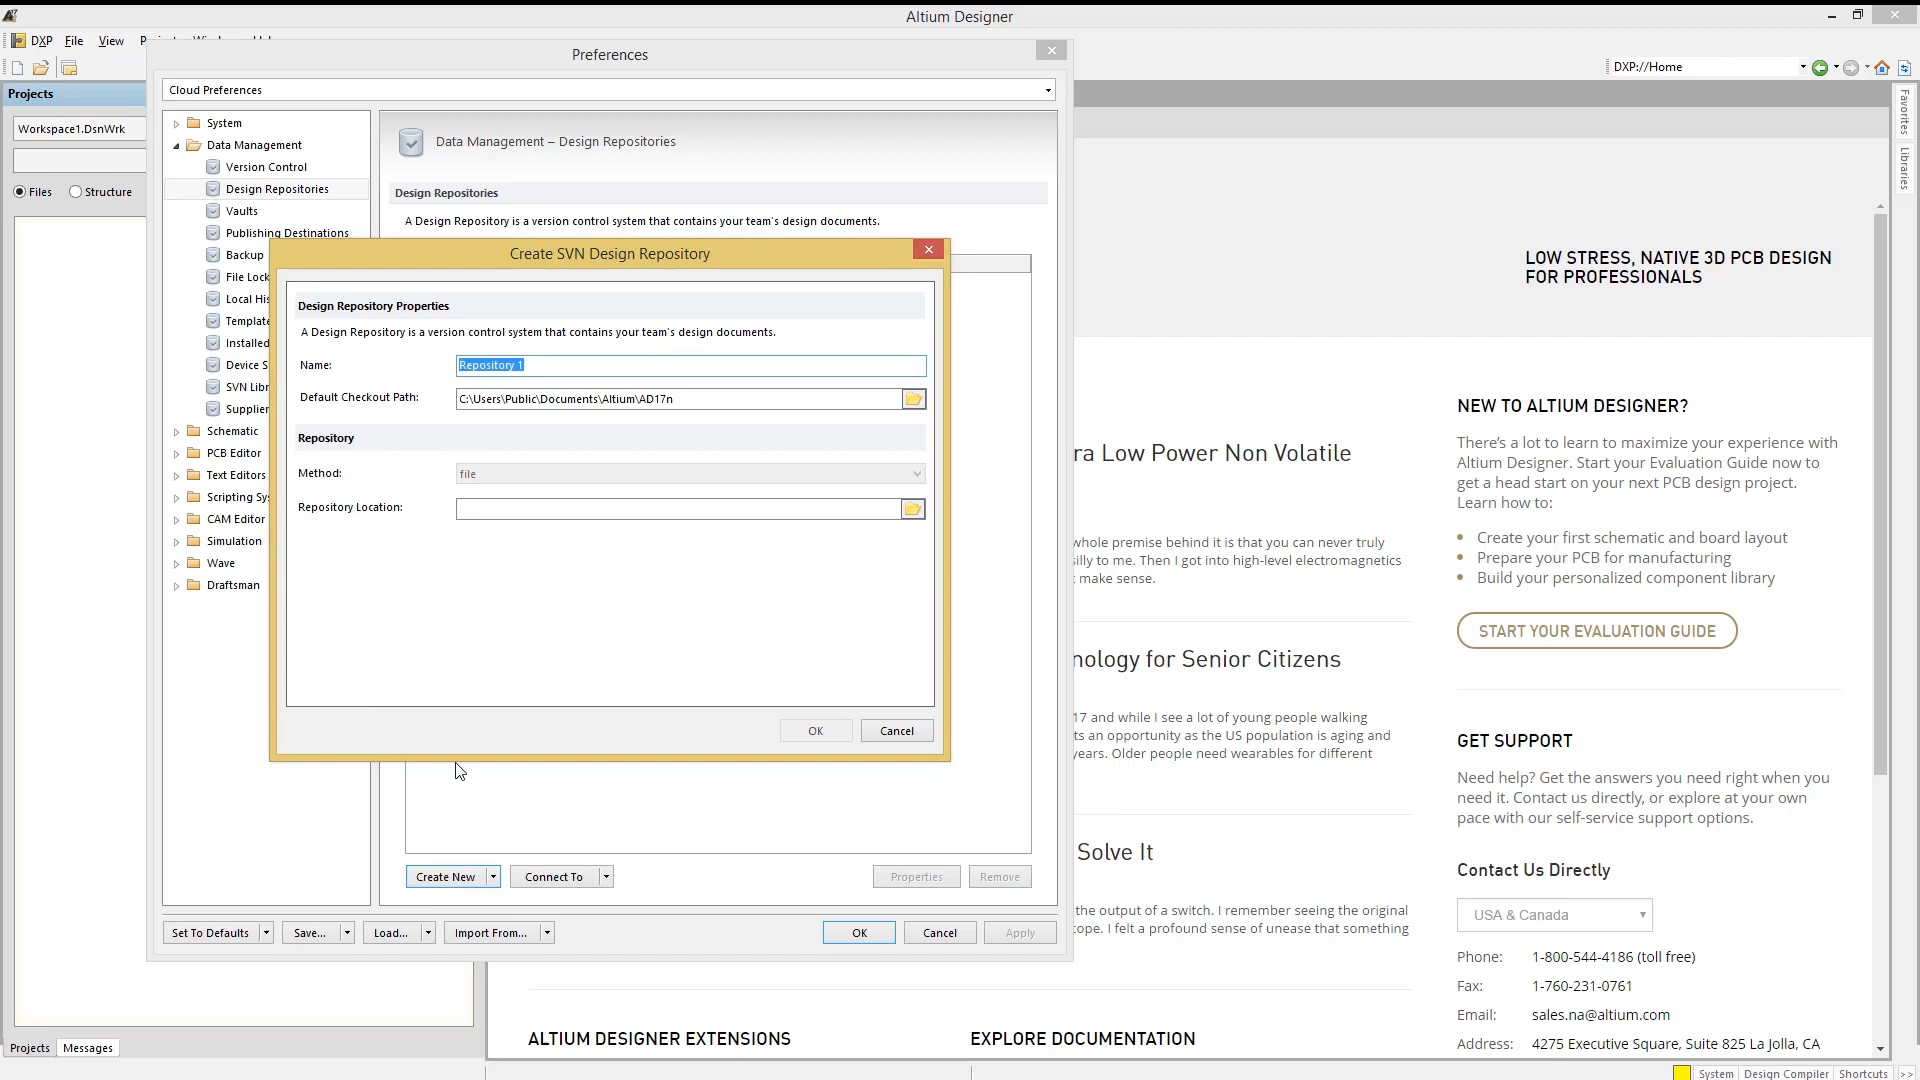 Altium Designer
DXP File View
DXP://Home
Preferences
Cloud Preferences
Projects
Workspace1.DsnWrk
Files Structure
System
Data Management
Version Control
Design Repositories
Vaults
Publishing Destinations
Backup
File Lock
Local His
Template
Installed
Device S
SVN Libr
Supplier
Schematic
PCB Editor
Text Editors
Scripting Sys
CAM Editor
Simulation
Wave
Draftsman
Data Management – Design Repositories
Design Repositories
A Design Repository is a version control system that contains your team's design documents.
Create SVN Design Repository
Design Repository Properties
A Design Repository is a version control system that contains your team's design documents.
Name: Repository 1
Default Checkout Path: C:\Users\Public\Documents\Altium\AD17n
Repository
Method: file
Repository Location:
OK Cancel
Create New Connect To Properties Remove
Set To Defaults Save... Load... Import From... OK Cancel Apply
Favorites
Libraries
LOW STRESS, NATIVE 3D PCB DESIGN
FOR PROFESSIONALS
ra Low Power Non Volatile
whole premise behind it is that you can never truly
silly to me. Then I got into high-level electromagnetics
t make sense.
nology for Senior Citizens
17 and while I see a lot of young people walking
ts an opportunity as the US population is aging and
years. Older people need wearables for different
Solve It
the output of a switch. I remember seeing the original
ope. I felt a profound sense of unease that something
ALTIUM DESIGNER EXTENSIONS
EXPLORE DOCUMENTATION
NEW TO ALTIUM DESIGNER?
There's a lot to learn to maximize your experience with
Altium Designer. Start your Evaluation Guide now to
get a head start on your next PCB design project.
Learn how to:
Create your first schematic and board layout
Prepare your PCB for manufacturing
Build your personalized component library
START YOUR EVALUATION GUIDE
GET SUPPORT
Need help? Get the answers you need right when you
need it. Contact us directly, or explore at your own
pace with our self-service support options.
Contact Us Directly
USA & Canada
Phone: 1-800-544-4186 (toll free)
Fax: 1-760-231-0761
Email: sales.na@altium.com
Address: 4275 Executive Square, Suite 825 La Jolla, CA
Projects Messages
System Design Compiler Shortcuts >>